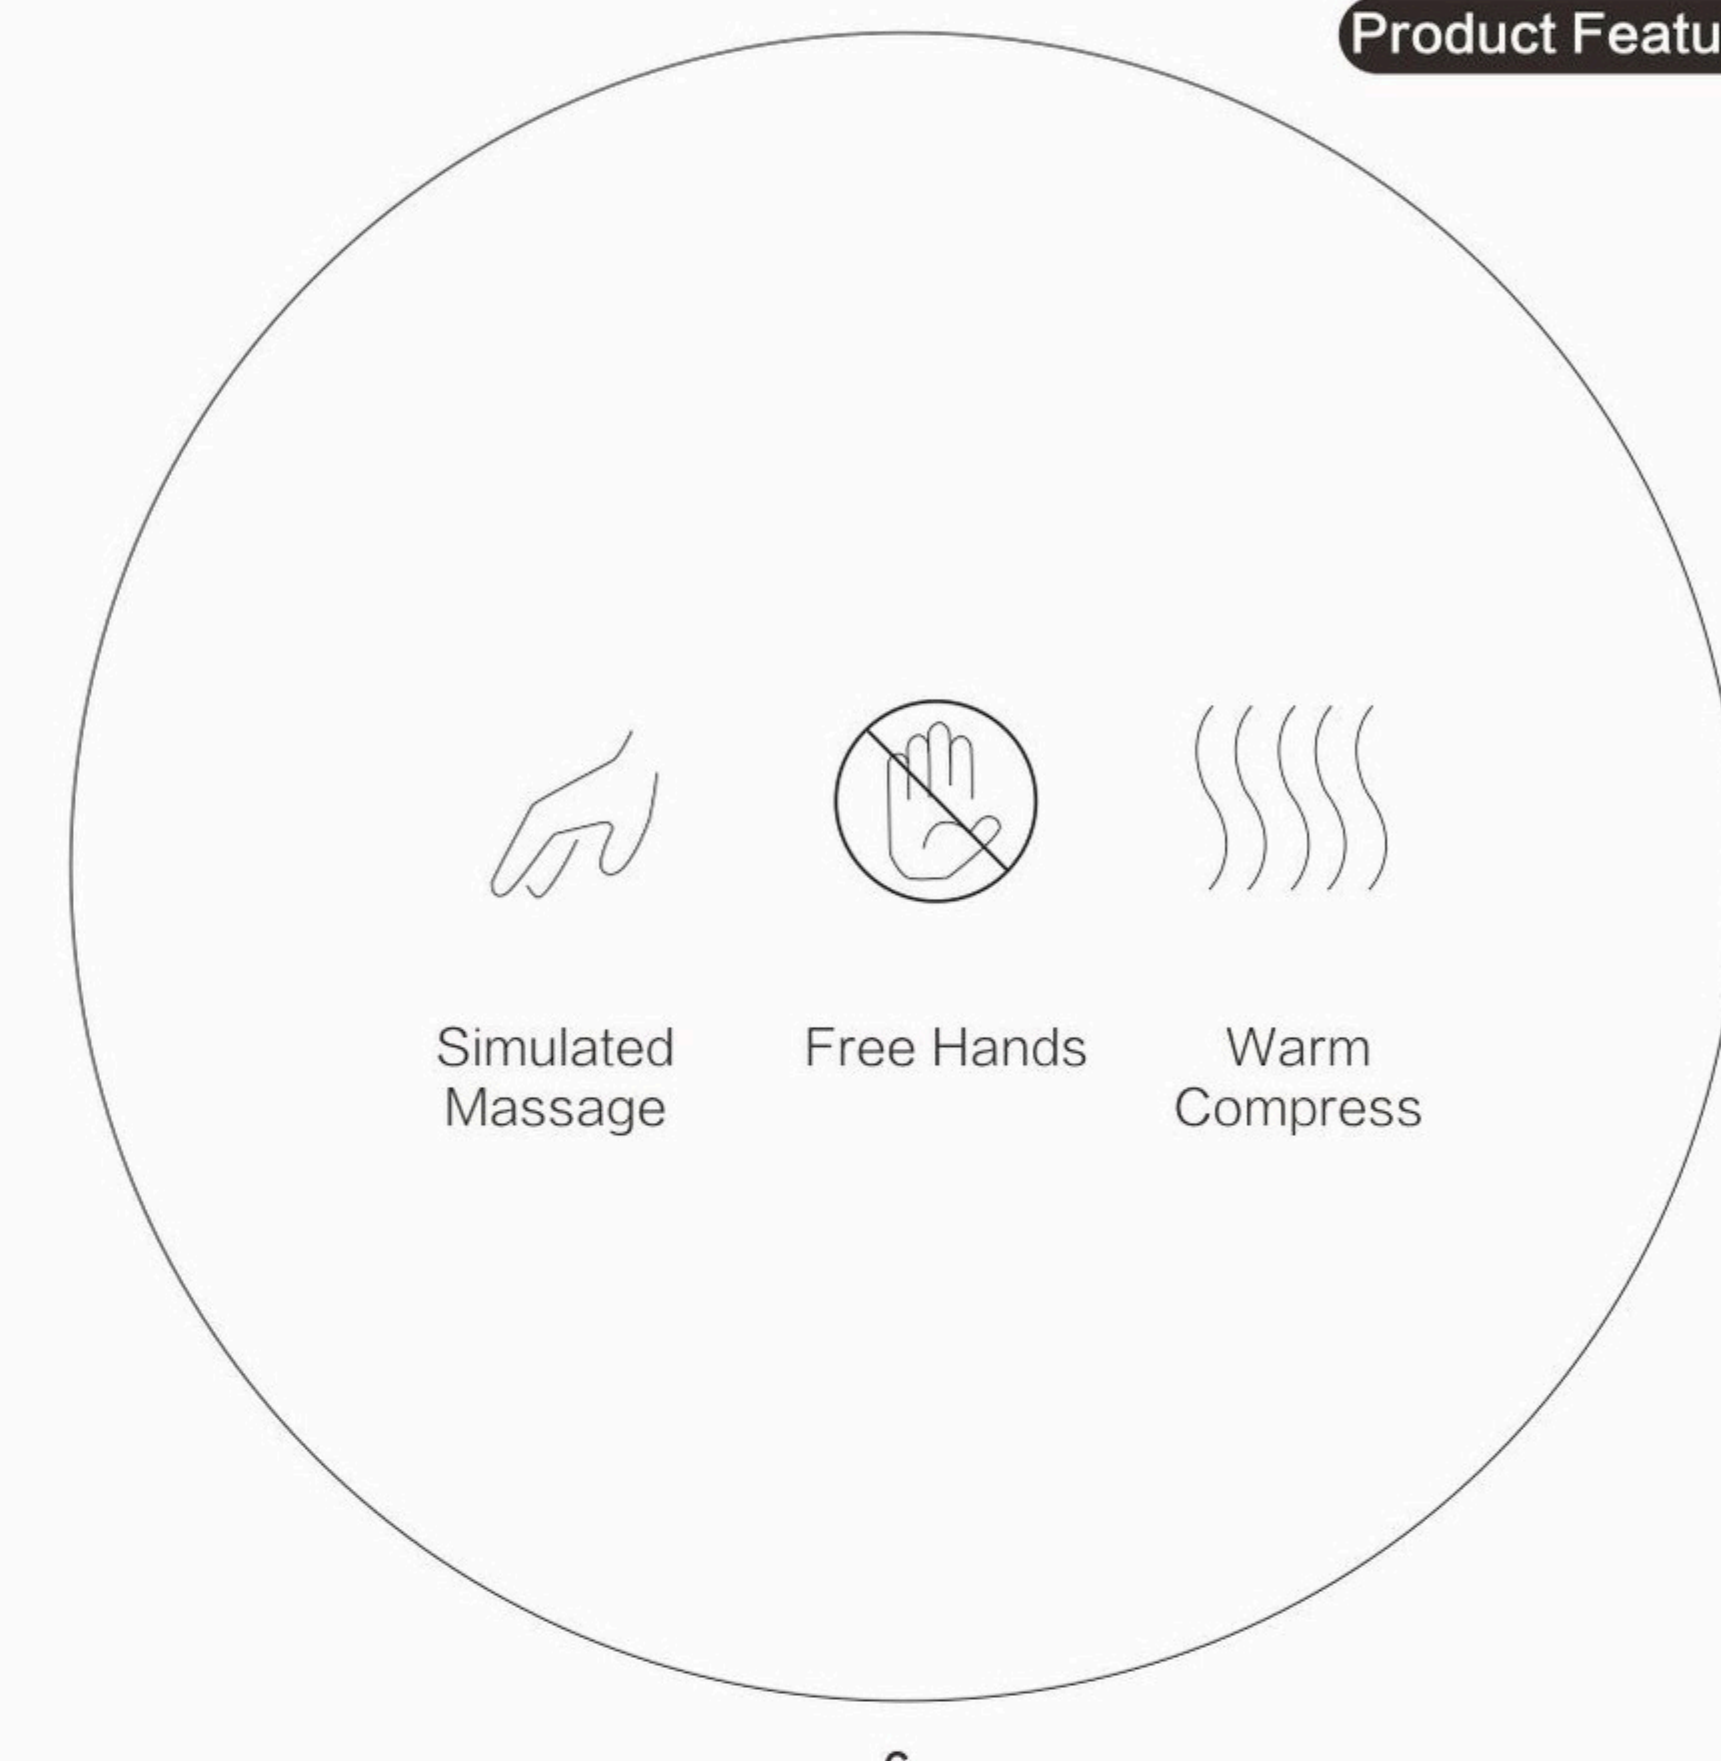 Product Featu
Simulated
Massage
Free Hands
Warm
Compress